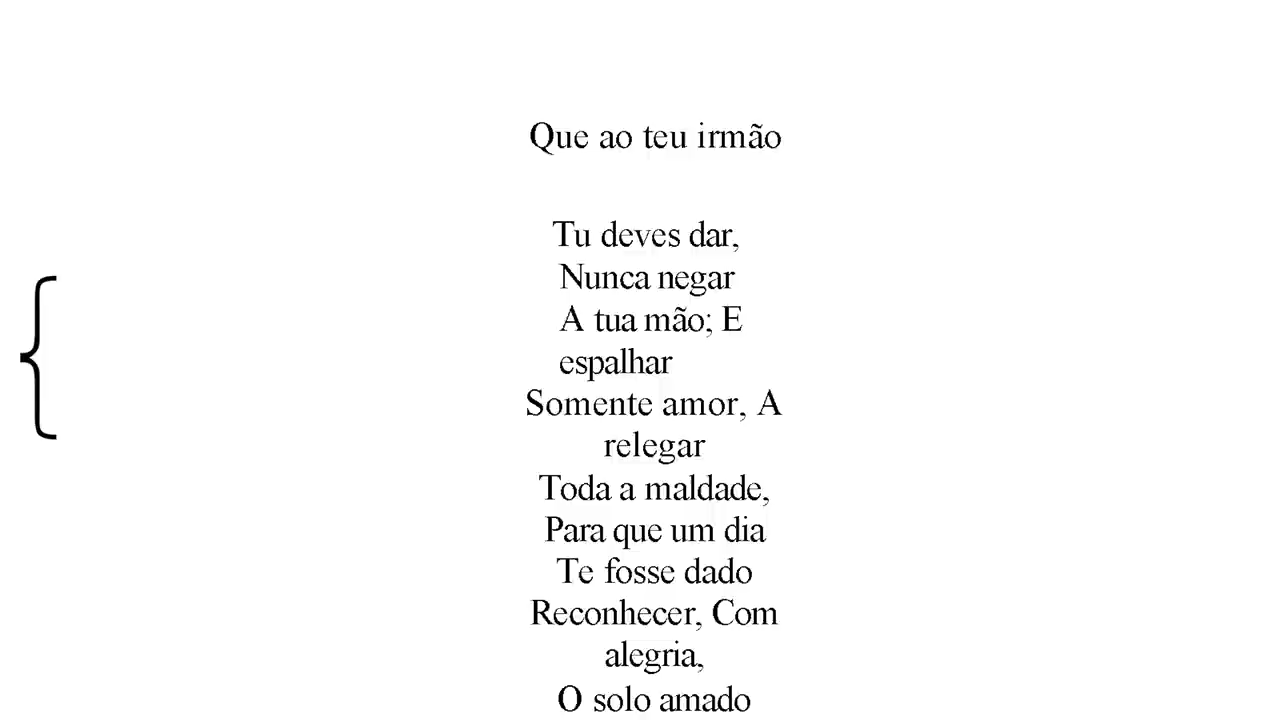 Que ao teu irmão
Tu deves dar,
Nunca negar
A tua mão; E
espalhar
Somente amor, A
relegar
Toda a maldade,
Para que um dia
Te fosse dado
Reconhecer, Com
alegria,
O solo amado